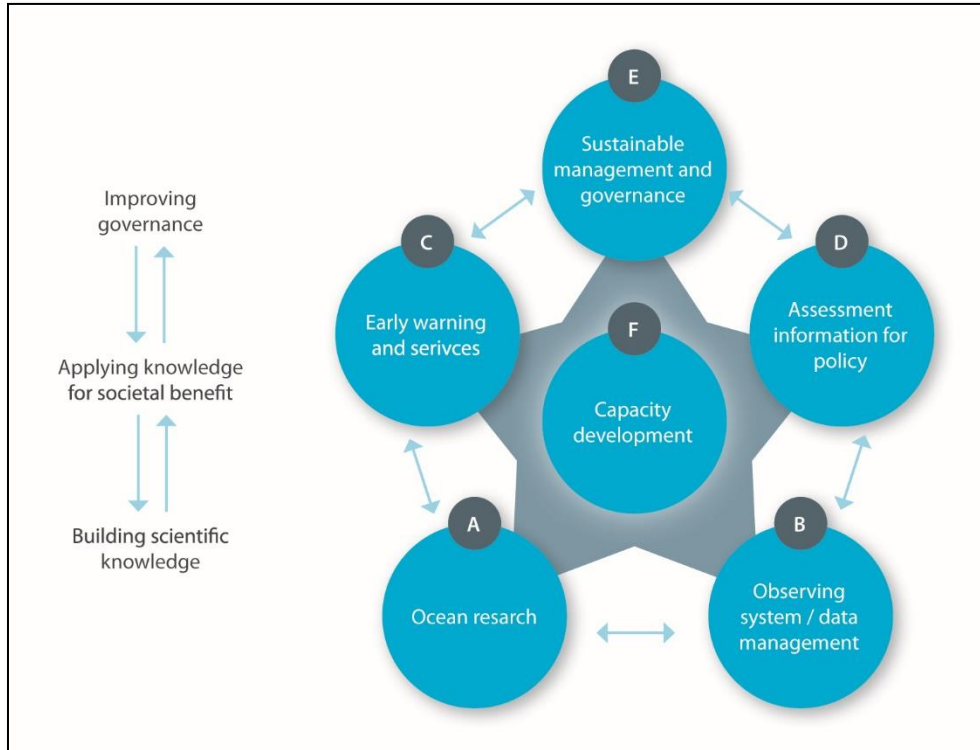 Improving
governance
Applying knowledge
for societal benefit
Building scientific
knowledge
E
Sustainable
management and
governance
C
Early warning
and serivces
D
Assessment
information for
policy
F
Capacity
development
A
Ocean resarch
B
Observing
system / data
management